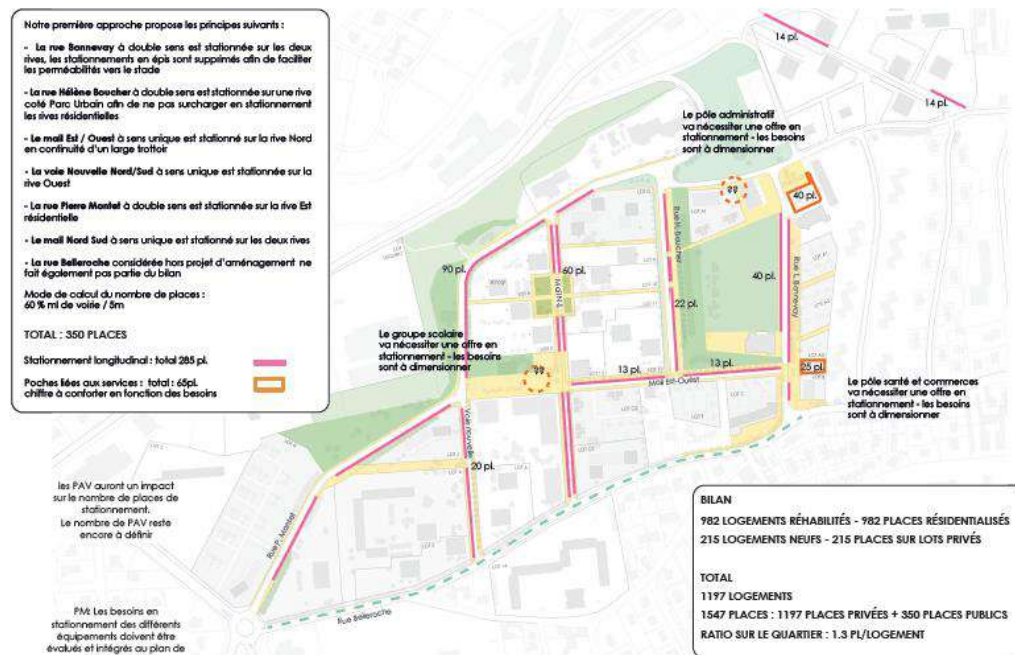 Notre première approche propose les principes suivants :
- La rue Bonnevay à double sens est stationnée sur les deux
rives, les stationnements en épis sont supprimés afin de faciliter
les perméabilités vers le stade
- La rue Hélène Boucher à double sens est stationnée sur une rive
coté Parc Urbain afin de ne pas surcharger en stationnement
les rives résidentielles
- Le mail Est / Ouest à sens unique est stationné sur la rive Nord
en continuité d'un large trottoir
- La voie Nouvelle Nord/Sud à sens unique est stationnée sur la
rive Ouest
- La rue Pierre Montet à double sens est stationnée sur la rive Est
résidentielle
- Le mail Nord Sud à sens unique est stationné sur les deux rives
- La rue Belleroche considérée hors projet d'aménagement ne
fait également pas partie du bilan
Mode de calcul du nombre de places :
60 % ml de voirie / 5m
TOTAL : 350 PLACES
Stationnement longitudinal : total 285 pl.
Poches liées aux services : total : 65pl.
chiffre à conforter en fonction des besoins
14 pl.
14 pl.
Le pôle administratif
va nécessiter une offre en
stationnement - les besoins
sont à dimensionner
??
40 pl.
Rue H. Boucher
90 pl.
60 pl.
40 pl.
Rue L. Bonnevay
22 pl.
Le groupe scolaire
va nécessiter une offre en
stationnement - les besoins
sont à dimensionner
??
13 pl.
13 pl.
Mail Est-Ouest
25 pl.
Le pôle santé et commerces
va nécessiter une offre en
stationnement - les besoins
sont à dimensionner
Voie nouvelle
20 pl.
Rue P. Montet
Rue Belleroche
les PAV auront un impact
sur le nombre de places de
stationnement.
Le nombre de PAV reste
encore à définir
PM: Les besoins en
stationnement des différents
équipements doivent être
évalués et intégrés au plan de
BILAN
982 LOGEMENTS RÉHABILITÉS - 982 PLACES RÉSIDENTIALISÉS
215 LOGEMENTS NEUFS - 215 PLACES SUR LOTS PRIVÉS
TOTAL
1197 LOGEMENTS
1547 PLACES : 1197 PLACES PRIVÉES + 350 PLACES PUBLICS
RATIO SUR LE QUARTIER : 1.3 PL/LOGEMENT